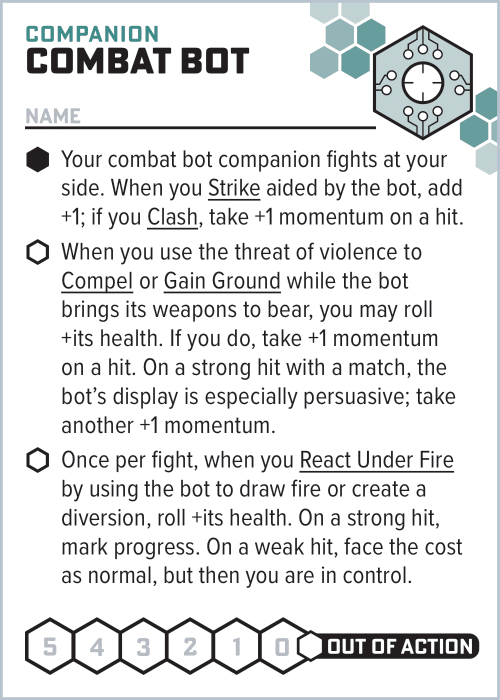 COMPANION
COMBAT BOT
NAME
Your combat bot companion fights at your
side. When you Strike aided by the bot, add
+1; if you Clash, take +1 momentum on a hit.
When you use the threat of violence to
Compel or Gain Ground while the bot
brings its weapons to bear, you may roll
+its health. If you do, take +1 momentum
on a hit. On a strong hit with a match, the
bot’s display is especially persuasive; take
another +1 momentum.
Once per fight, when you React Under Fire
by using the bot to draw fire or create a
diversion, roll +its health. On a strong hit,
mark progress. On a weak hit, face the cost
as normal, but then you are in control.
5 4 3 2 1 0 OUT OF ACTION